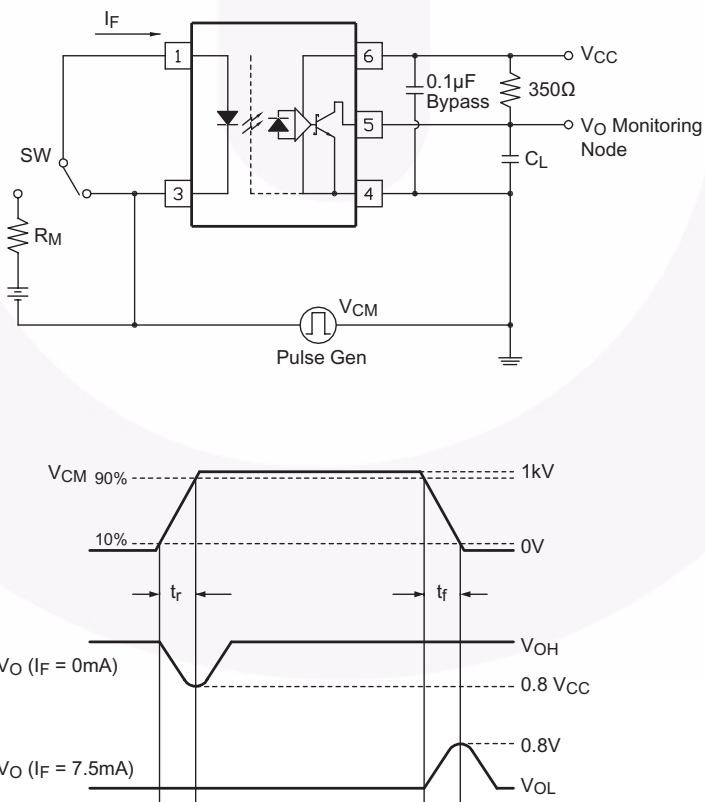 IF
1
6
VCC
0.1µF
Bypass
350Ω
5
VO Monitoring
Node
SW
CL
3
4
RM
VCM
Pulse Gen
VCM 90%
1kV
10%
0V
tr
tf
VOH
VO (IF = 0mA)
0.8 VCC
0.8V
VO (IF = 7.5mA)
VOL